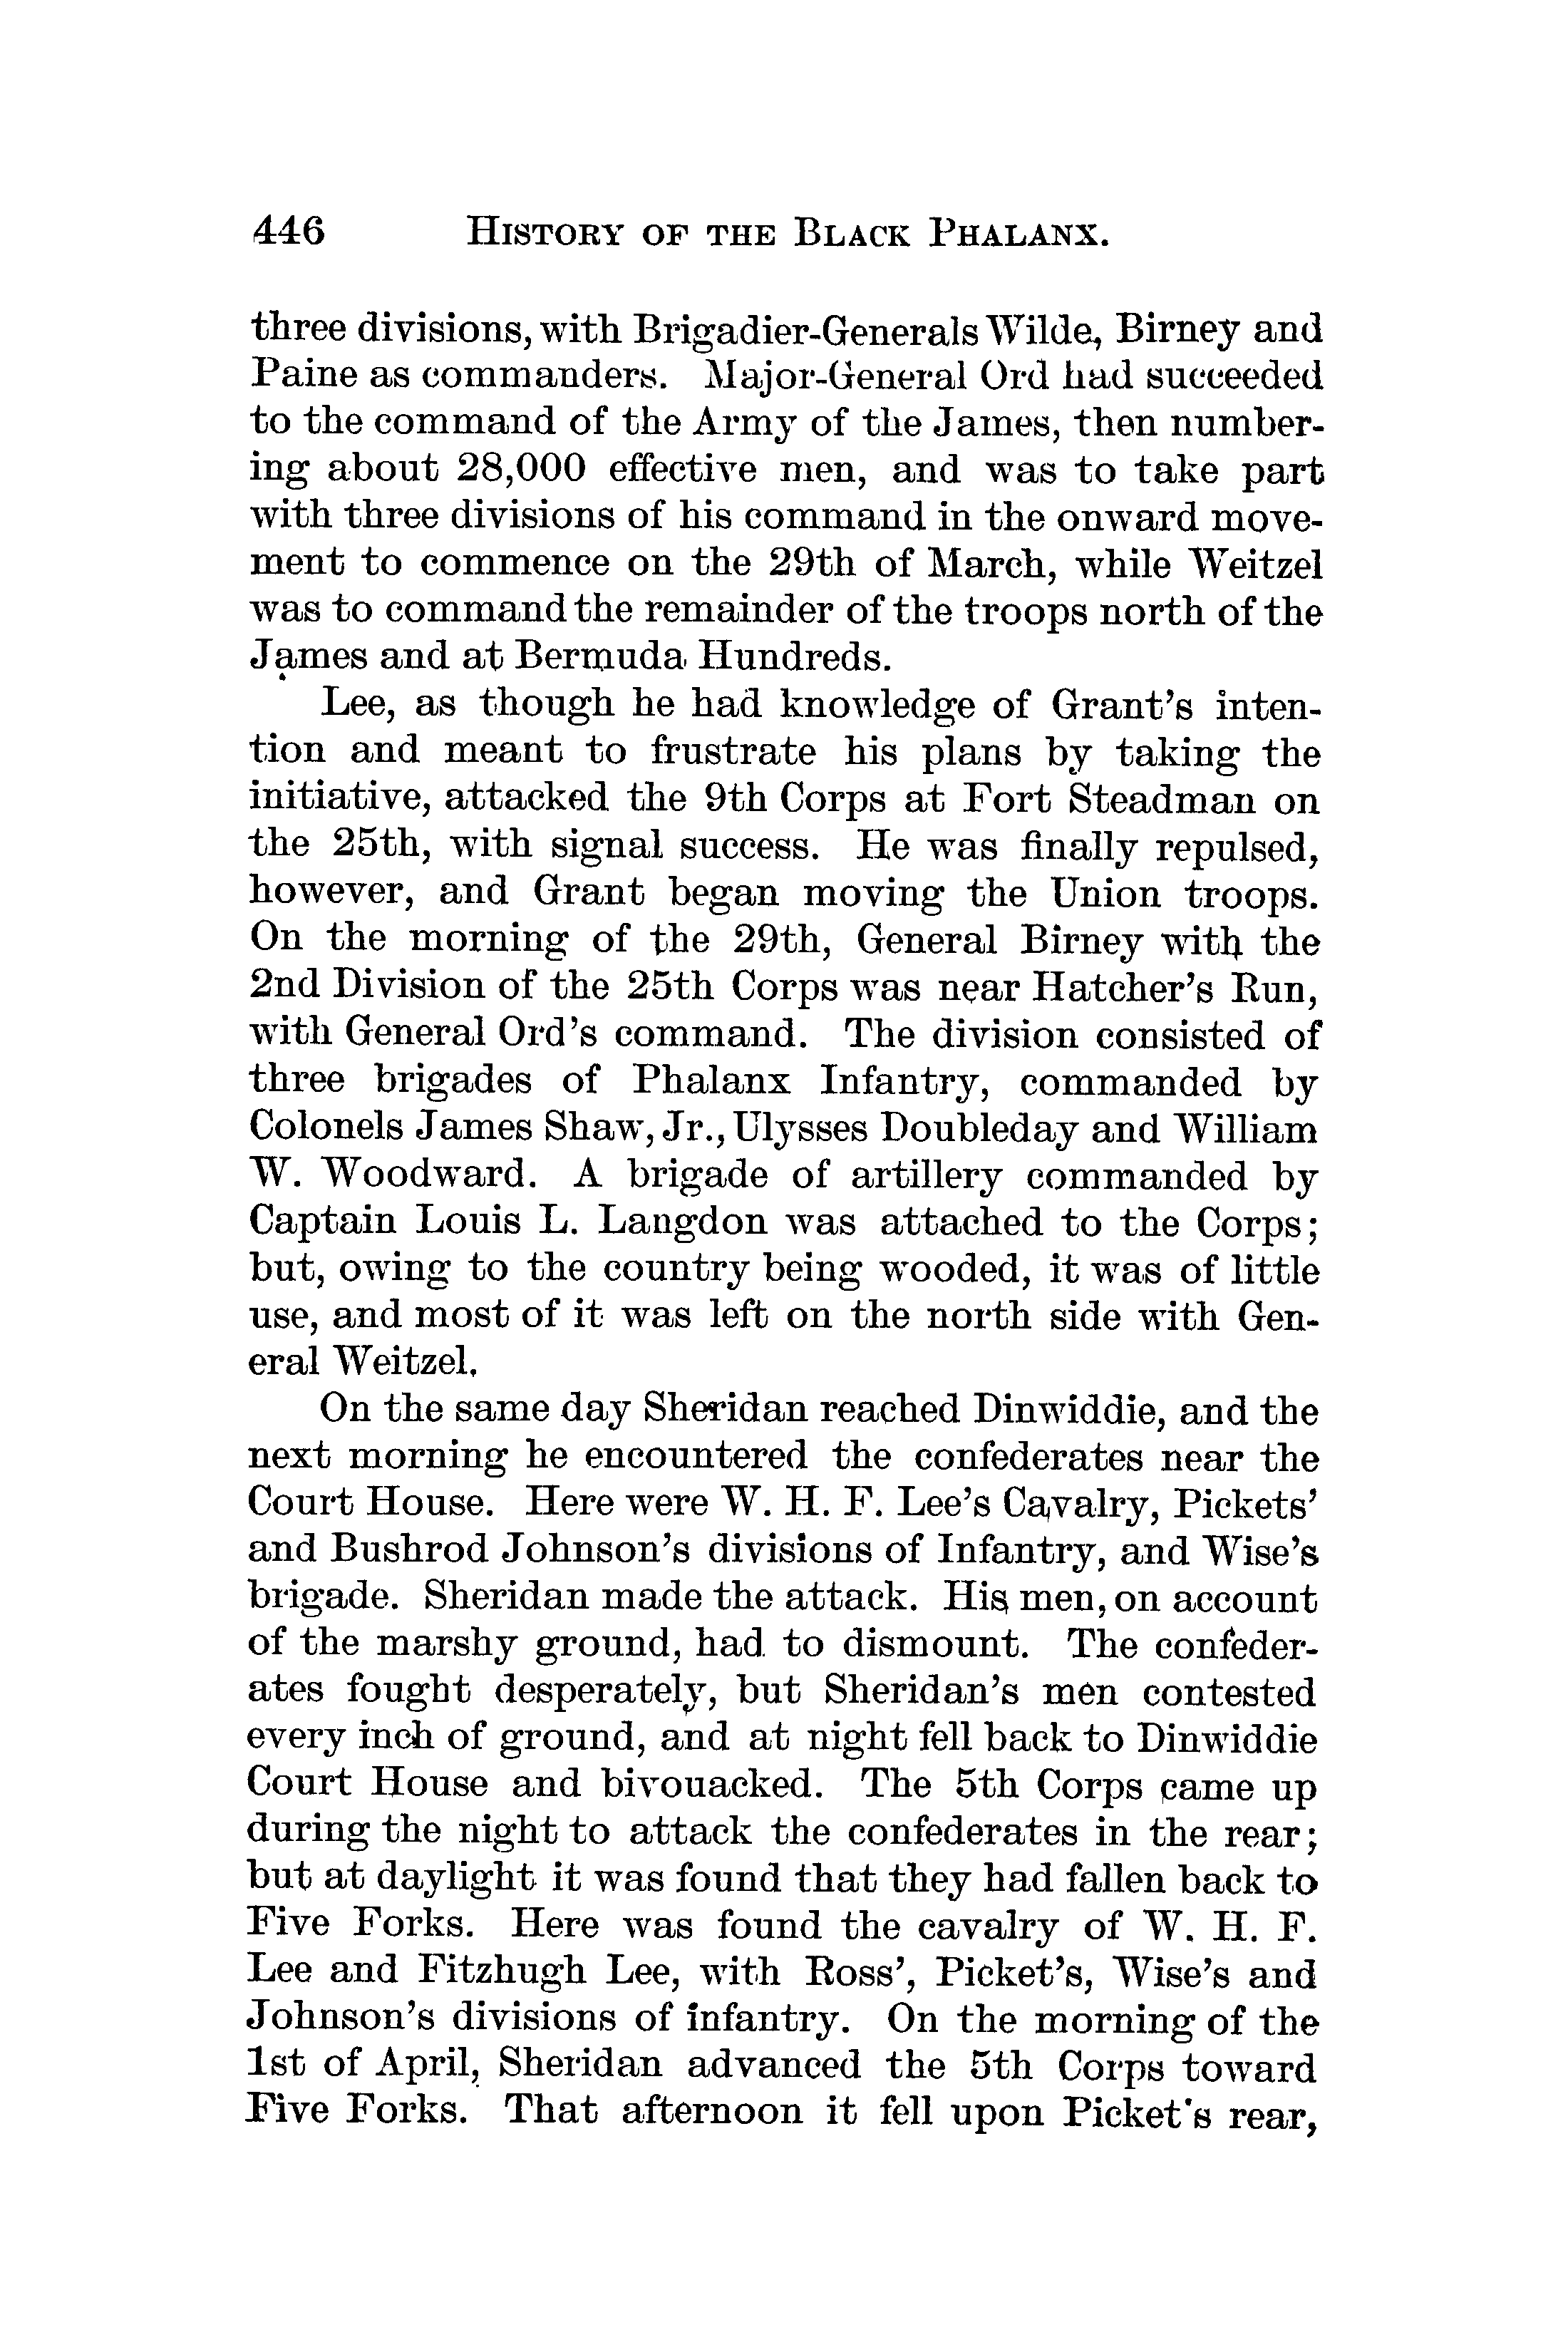 446 HISTORY OF THE BLACK PHALANX.
three divisions, with Brigadier-Generals Wilde, Birney and
Paine as commanders. Major-General Ord had succeeded
to the command of the Army of the James, then number-
ing about 28,000 effective men, and was to take part
with three divisions of his command in the onward move-
ment to commence on the 29th of March, while Weitzel
was to command the remainder of the troops north of the
James and at Bermuda Hundreds.
Lee, as though he had knowledge of Grant's inten-
tion and meant to frustrate his plans by taking the
initiative, attacked the 9th Corps at Fort Steadman on
the 25th, with signal success. He was finally repulsed,
however, and Grant began moving the Union troops.
On the morning of the 29th, General Birney with the
2nd Division of the 25th Corps was near Hatcher's Run,
with General Ord's command. The division consisted of
three brigades of Phalanx Infantry, commanded by
Colonels James Shaw, Jr., Ulysses Doubleday and William
W. Woodward. A brigade of artillery commanded by
Captain Louis L. Langdon was attached to the Corps;
but, owing to the country being wooded, it was of little
use, and most of it was left on the north side with Gen-
eral Weitzel.
On the same day Sheridan reached Dinwiddie, and the
next morning he encountered the confederates near the
Court House. Here were W. H. F. Lee's Cavalry, Pickets'
and Bushrod Johnson's divisions of Infantry, and Wise's
brigade. Sheridan made the attack. His men, on account
of the marshy ground, had to dismount. The confeder-
ates fought desperately, but Sheridan's men contested
every inch of ground, and at night fell back to Dinwiddie
Court House and bivouacked. The 5th Corps came up
during the night to attack the confederates in the rear;
but at daylight it was found that they had fallen back to
Five Forks. Here was found the cavalry of W. H. F.
Lee and Fitzhugh Lee, with Ross', Picket's, Wise's and
Johnson's divisions of infantry. On the morning of the
1st of April, Sheridan advanced the 5th Corps toward
Five Forks. That afternoon it fell upon Picket's rear,